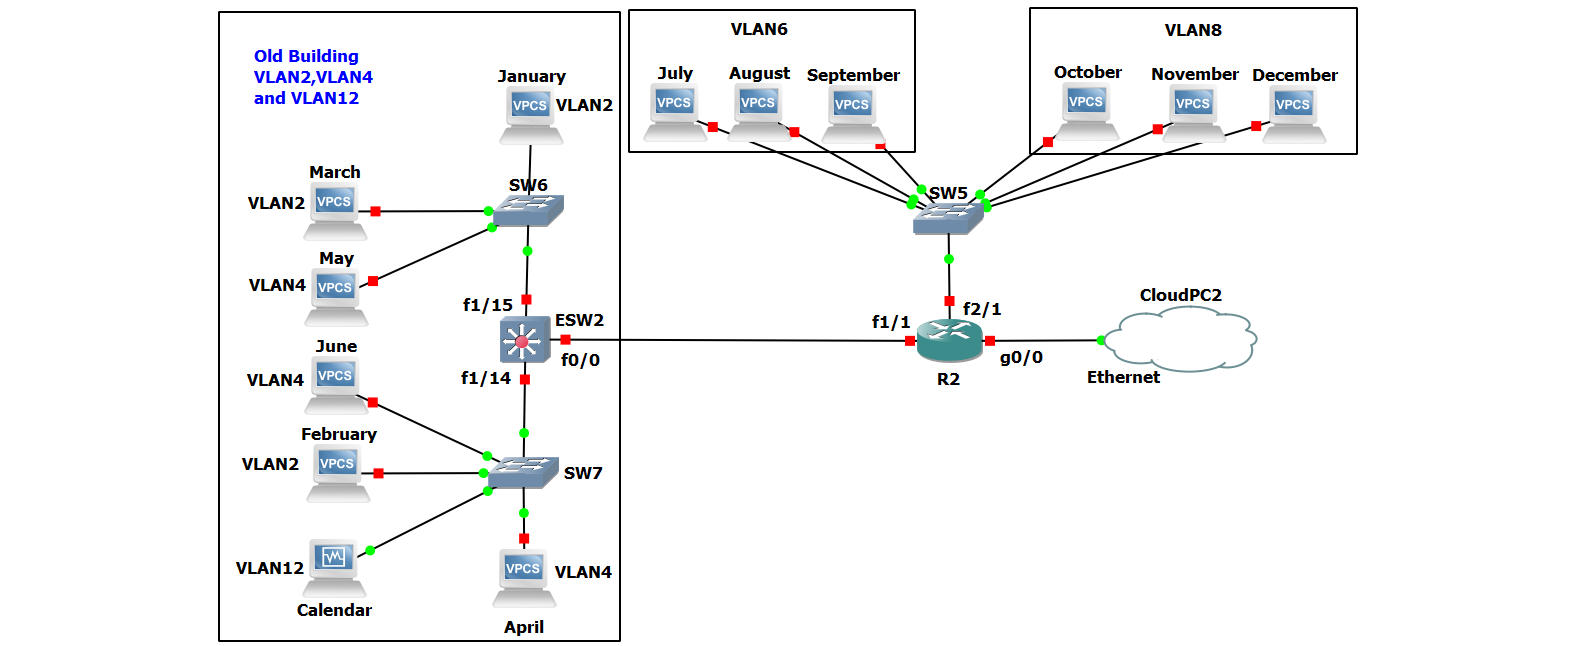 Old Building
VLAN2,VLAN4
and VLAN12
January
VPCS
VLAN2
March
VLAN2
VPCS
SW6
May
VLAN4
VPCS
f1/15
ESW2
f0/0
f1/14
June
VLAN4
VPCS
February
VLAN2
VPCS
SW7
VLAN12
Calendar
VPCS
VLAN4
April
VLAN6
July
August
September
VPCS
VPCS
VPCS
VLAN8
October
November
December
VPCS
VPCS
VPCS
SW5
f1/1
f2/1
R2
g0/0
CloudPC2
Ethernet